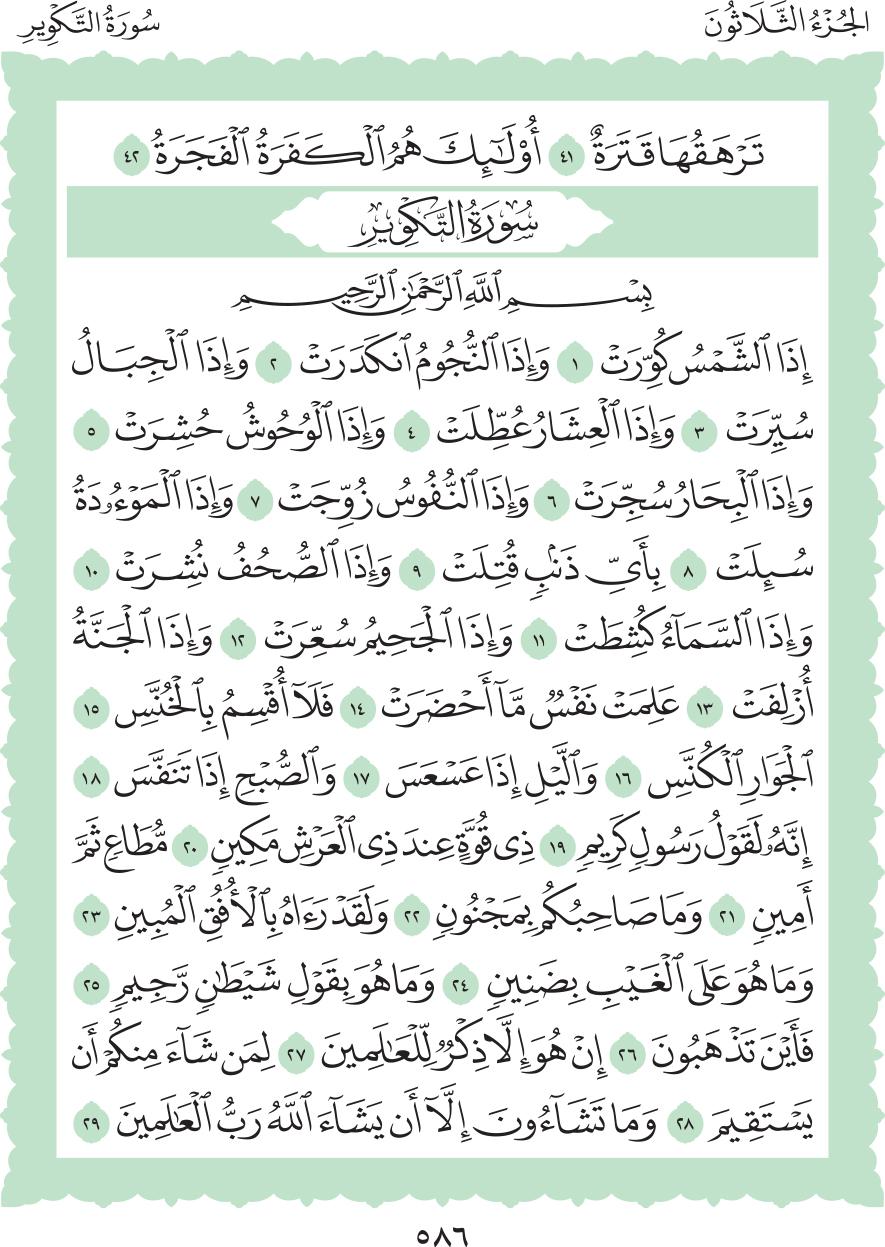 الجُزْءُ الثَّلَاثُونَ
سُورَةُ التَّكْوِيرِ
تَرْهَقُهَا قَتَرَةٌ ٤١ أُوْلَٰٓئِكَ هُمُ ٱلْكَفَرَةُ ٱلْفَجَرَةُ ٤٢
سُورَةُ التَّكْوِيرِ
بِسْمِ ٱللَّهِ ٱلرَّحْمَٰنِ ٱلرَّحِيمِ
إِذَا ٱلشَّمْسُ كُوِّرَتْ ١ وَإِذَا ٱلنُّجُومُ ٱنكَدَرَتْ ٢ وَإِذَا ٱلْجِبَالُ
سُيِّرَتْ ٣ وَإِذَا ٱلْعِشَارُ عُطِّلَتْ ٤ وَإِذَا ٱلْوُحُوشُ حُشِرَتْ ٥
وَإِذَا ٱلْبِحَارُ سُجِّرَتْ ٦ وَإِذَا ٱلنُّفُوسُ زُوِّجَتْ ٧ وَإِذَا ٱلْمَوْءُۥدَةُ
سُئِلَتْ ٨ بِأَيِّ ذَنۢبٍ قُتِلَتْ ٩ وَإِذَا ٱلصُّحُفُ نُشِرَتْ ١٠
وَإِذَا ٱلسَّمَآءُ كُشِطَتْ ١١ وَإِذَا ٱلْجَحِيمُ سُعِّرَتْ ١٢ وَإِذَا ٱلْجَنَّةُ
أُزْلِفَتْ ١٣ عَلِمَتْ نَفْسٌ مَّآ أَحْضَرَتْ ١٤ فَلَآ أُقْسِمُ بِٱلْخُنَّسِ ١٥
ٱلْجَوَارِ ٱلْكُنَّسِ ١٦ وَٱلَّيْلِ إِذَا عَسْعَسَ ١٧ وَٱلصُّبْحِ إِذَا تَنَفَّسَ ١٨
إِنَّهُۥ لَقَوْلُ رَسُولٍ كَرِيمٍ ١٩ ذِى قُوَّةٍ عِندَ ذِى ٱلْعَرْشِ مَكِينٍ ٢٠ مُّطَاعٍ ثَمَّ
أَمِينٍ ٢١ وَمَا صَاحِبُكُم بِمَجْنُونٍ ٢٢ وَلَقَدْ رَءَاهُ بِٱلْأُفُقِ ٱلْمُبِينِ ٢٣
وَمَا هُوَ عَلَى ٱلْغَيْبِ بِضَنِينٍ ٢٤ وَمَا هُوَ بِقَوْلِ شَيْطَٰنٍ رَّجِيمٍ ٢٥
فَأَيْنَ تَذْهَبُونَ ٢٦ إِنْ هُوَ إِلَّا ذِكْرٌ لِّلْعَٰلَمِينَ ٢٧ لِمَن شَآءَ مِنكُمْ أَن
يَسْتَقِيمَ ٢٨ وَمَا تَشَآءُونَ إِلَّآ أَن يَشَآءَ ٱللَّهُ رَبُّ ٱلْعَٰلَمِينَ ٢٩
٥٨٦